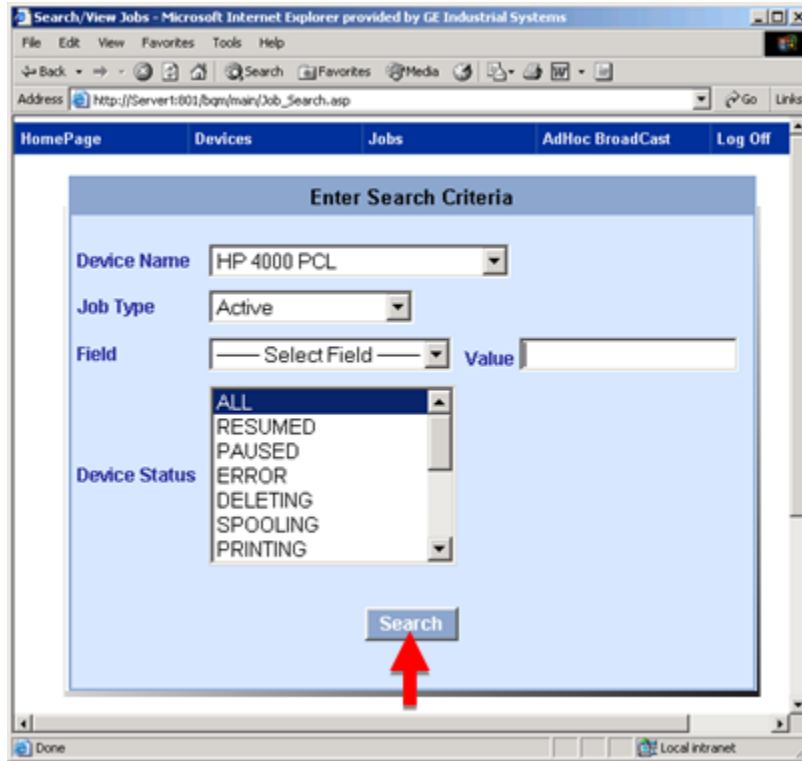 Search/View Jobs - Microsoft Internet Explorer provided by GE Industrial Systems
File Edit View Favorites Tools Help
Back Search Favorites Media
Address http://Server1:801/bqm/main/Job_Search.asp Go Links
HomePage Devices Jobs AdHoc BroadCast Log Off
Enter Search Criteria
Device Name HP 4000 PCL
Job Type Active
Field —— Select Field —— Value
ALL
RESUMED
PAUSED
Device Status ERROR
DELETING
SPOOLING
PRINTING
Search
Done Local intranet